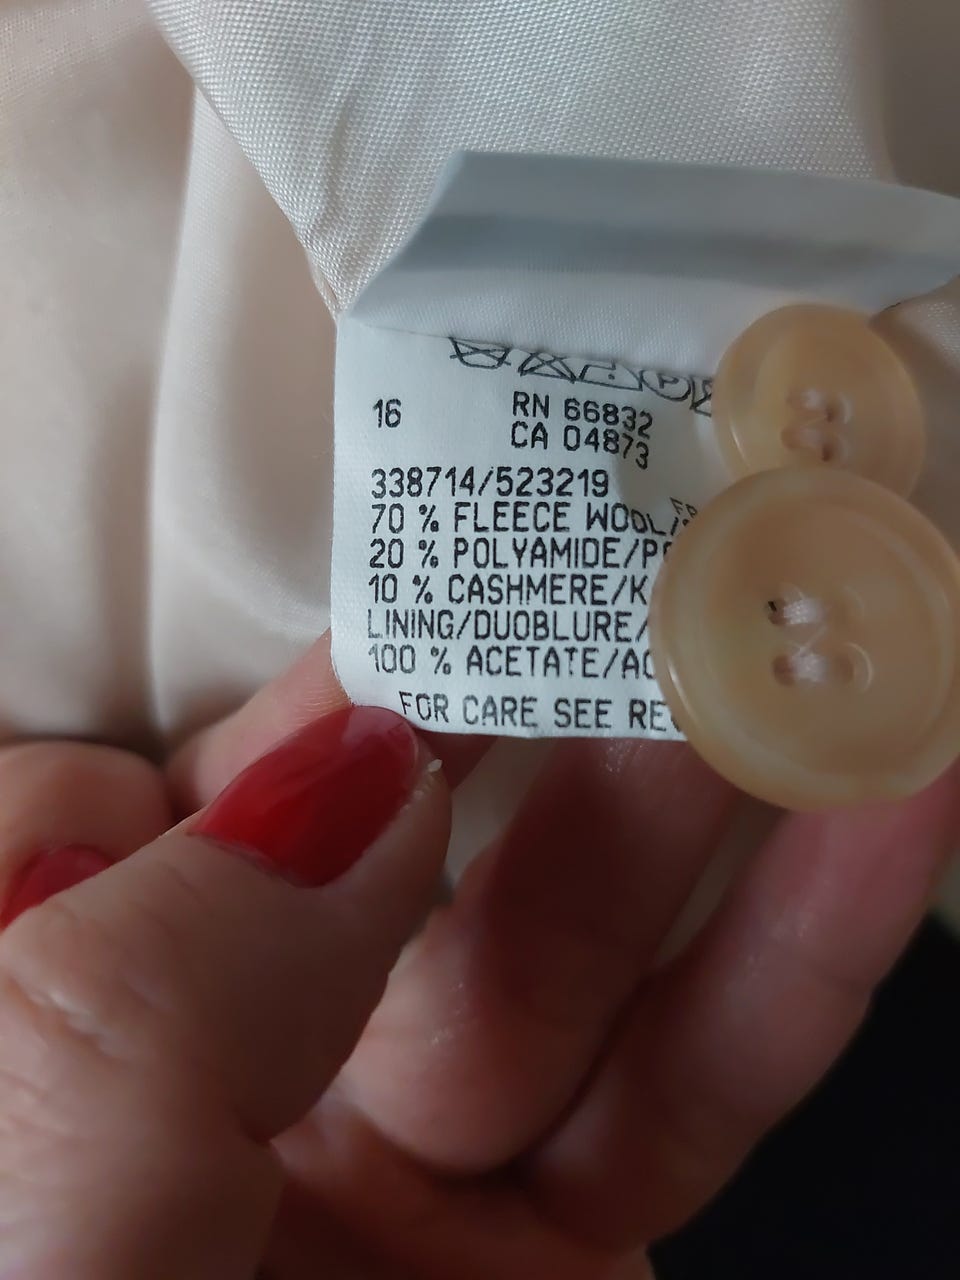 16
RN 66832
CA 04873
338714/523219
70 % FLEECE WOOL/
20 % POLYAMIDE/
10 % CASHMERE/K
LINING/DUOBLURE/
100 % ACETATE/AC
FOR CARE SEE